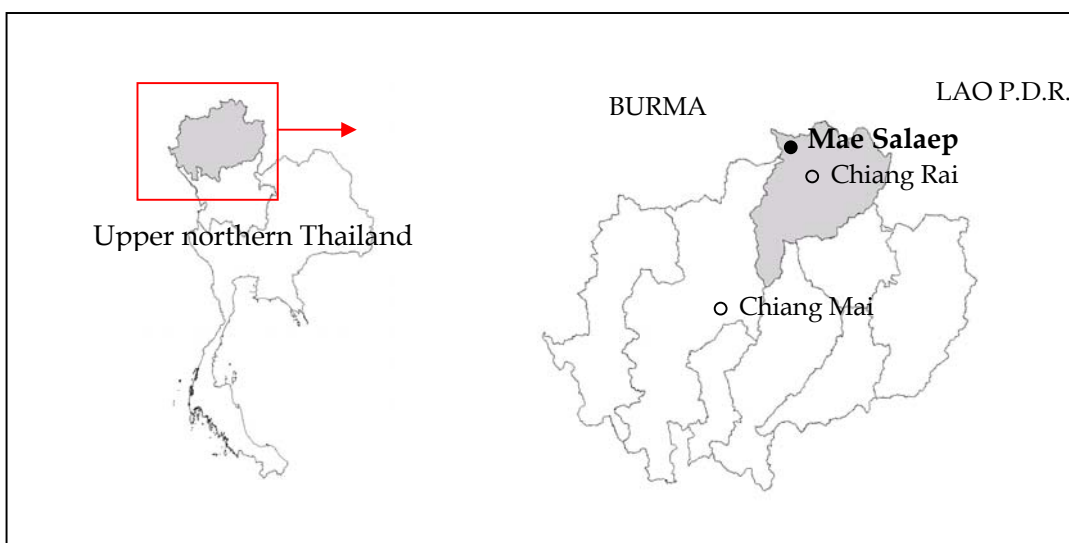 Upper northern Thailand
BURMA
LAO P.D.R.
Mae Salaep
Chiang Rai
Chiang Mai